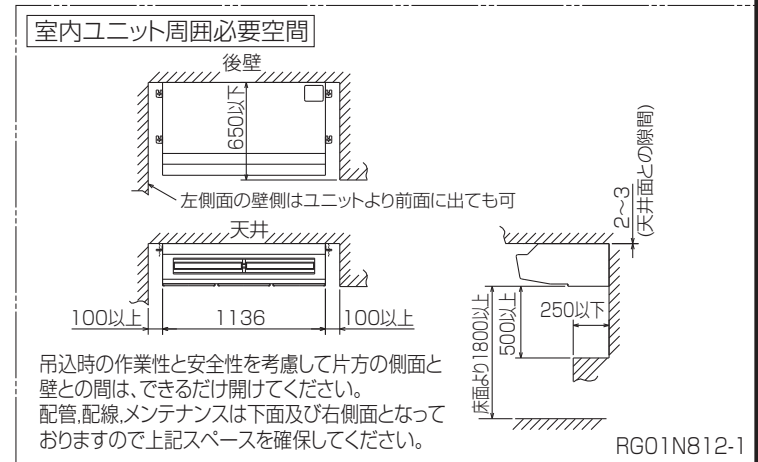 室内ユニット周囲必要空間
後壁
650以下
左側面の壁側はユニットより前面に出ても可
天井
100以上
1136
100以上
2〜3
(天井面との隙間)
250以下
500以上
床面より1800以上
吊込時の作業性と安全性を考慮して片方の側面と
壁との間は、できるだけ開けてください。
配管,配線,メンテナンスは下面及び右側面となって
おりますので上記スペースを確保してください。
RG01N812-1